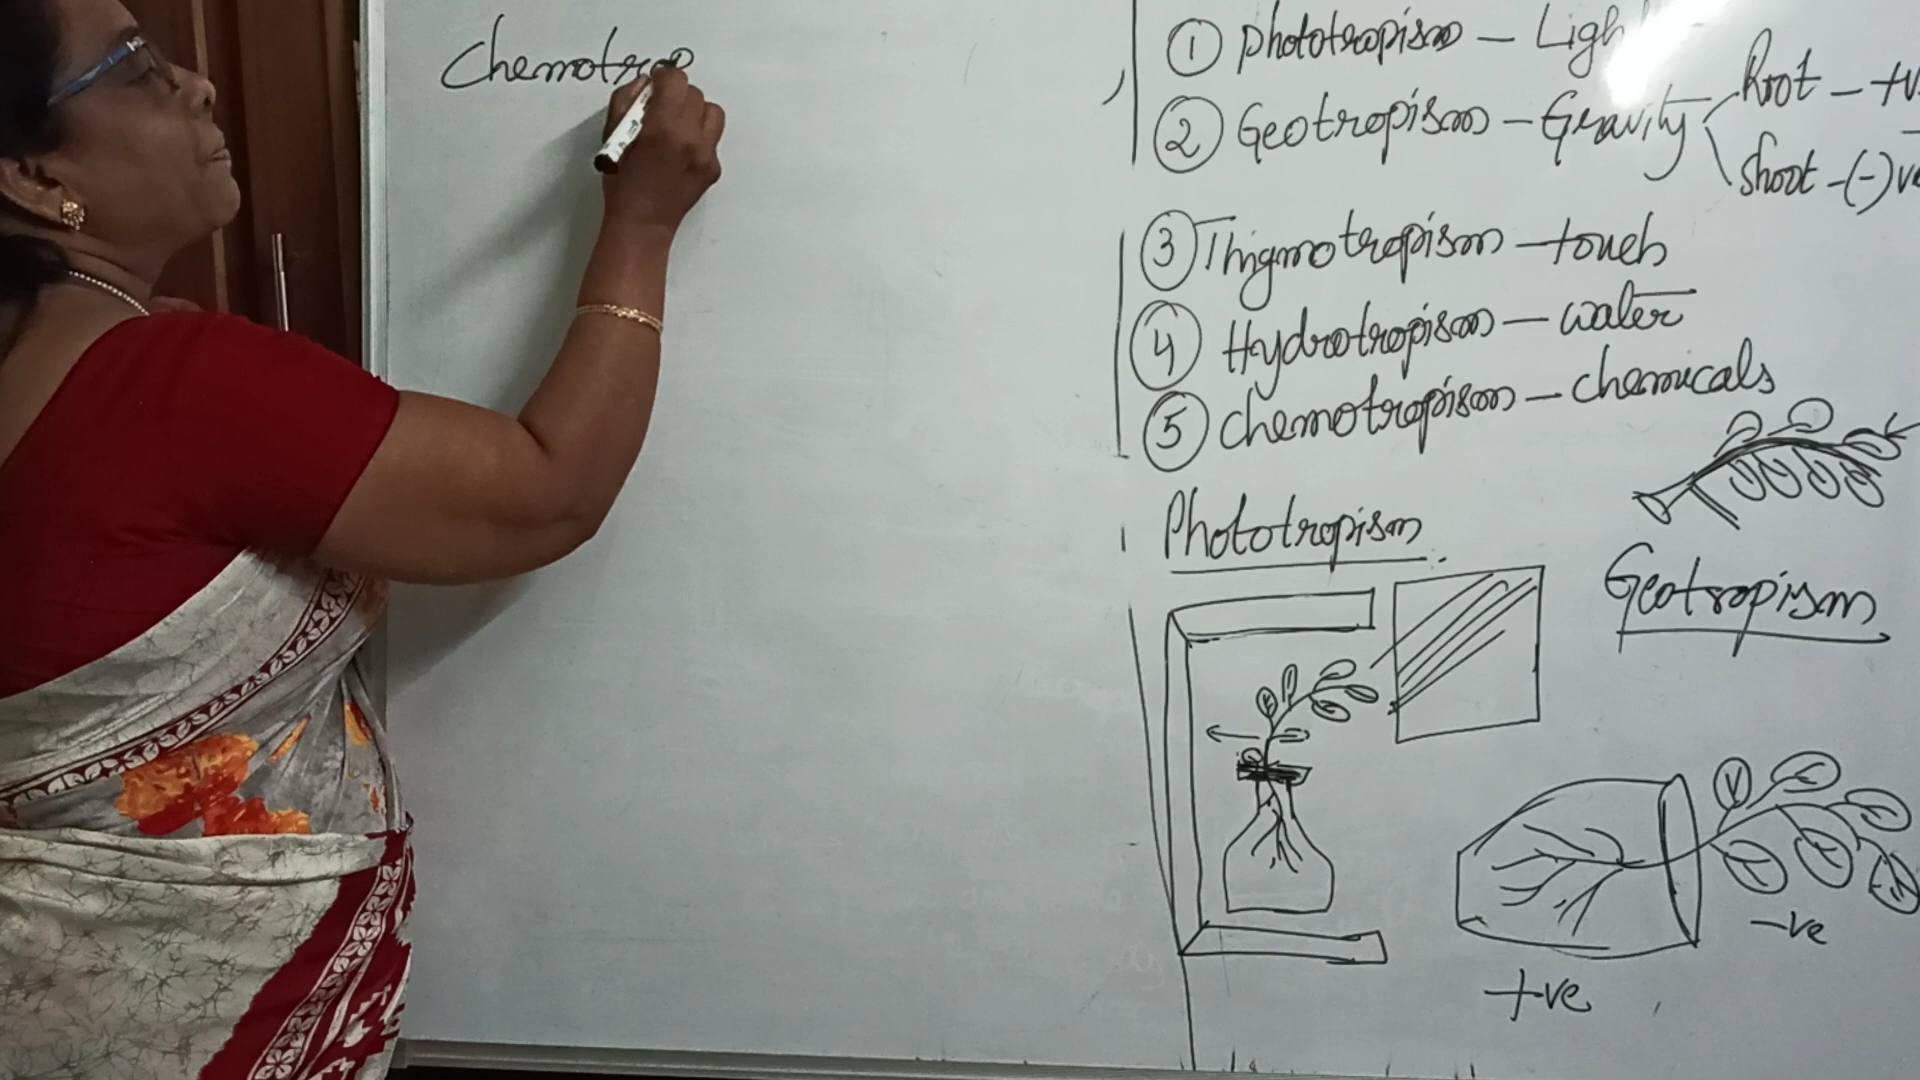 Chemotrop
① Phototropism – Light
② Geotropism – Gravity
Root – +v
Shoot – (-)ve
③ Thigmotropism – touch
④ Hydrotropism – water
⑤ Chemotropism – chemicals
Phototropism
Geotropism
-ve
+ve